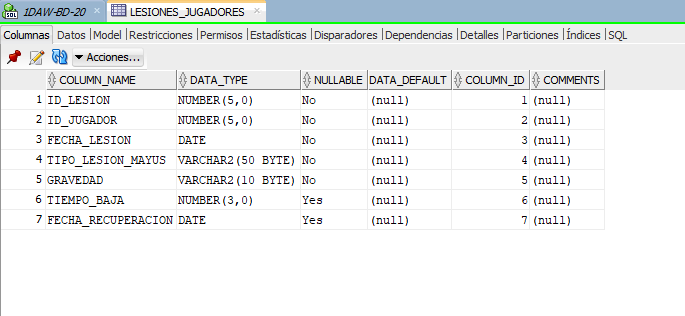 1DAW-BD-20 LESIONES_JUGADORES
Columnas Datos Model Restricciones Permisos Estadísticas Disparadores Dependencias Detalles Particiones Índices SQL
Acciones...
COLUMN_NAME DATA_TYPE NULLABLE DATA_DEFAULT COLUMN_ID COMMENTS
1 ID_LESION NUMBER(5,0) No (null) 1 (null)
2 ID_JUGADOR NUMBER(5,0) No (null) 2 (null)
3 FECHA_LESION DATE No (null) 3 (null)
4 TIPO_LESION_MAYUS VARCHAR2(50 BYTE) No (null) 4 (null)
5 GRAVEDAD VARCHAR2(10 BYTE) No (null) 5 (null)
6 TIEMPO_BAJA NUMBER(3,0) Yes (null) 6 (null)
7 FECHA_RECUPERACION DATE Yes (null) 7 (null)